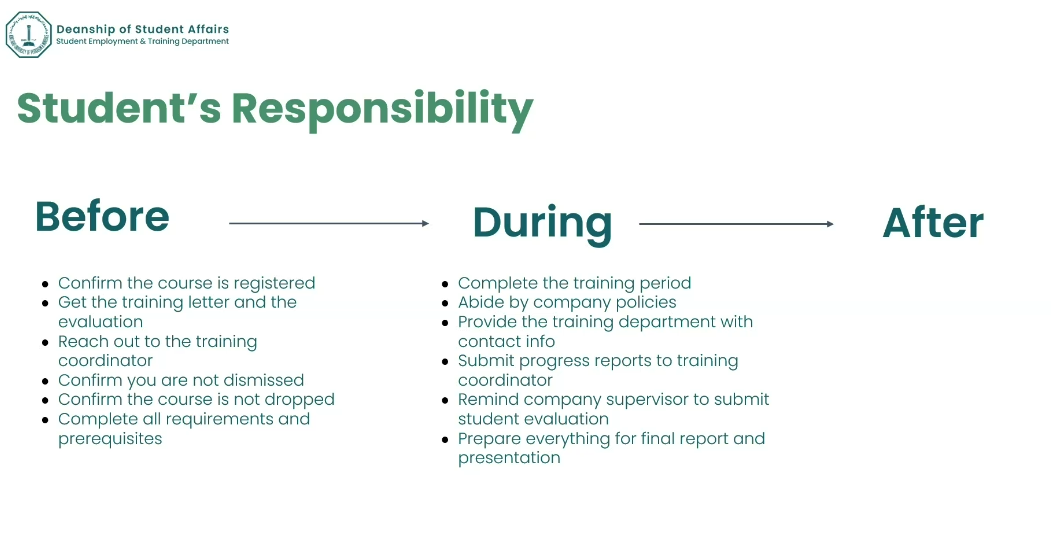 Deanship of Student Affairs
Student Employment & Training Department
Student’s Responsibility
Before
During
After
Confirm the course is registered
Get the training letter and the
evaluation
Reach out to the training
coordinator
Confirm you are not dismissed
Confirm the course is not dropped
Complete all requirements and
prerequisites
Complete the training period
Abide by company policies
Provide the training department with
contact info
Submit progress reports to training
coordinator
Remind company supervisor to submit
student evaluation
Prepare everything for final report and
presentation